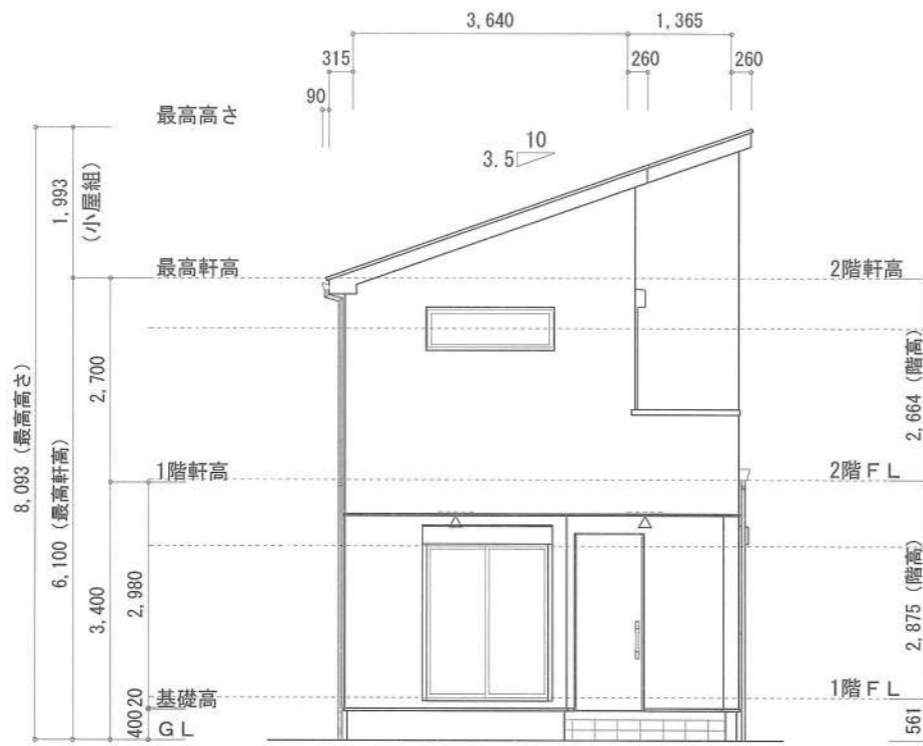 3,640
1,365
315
260
260
90
最高高さ
10
3.5
1,993
(小屋組)
最高軒高
2階軒高
2,700
2,664 (階高)
8,093 (最高高さ)
6,100 (最高軒高)
1階軒高
2階ＦＬ
3,400
2,980
2,875 (階高)
20
基礎高
1階ＦＬ
400
ＧＬ
561